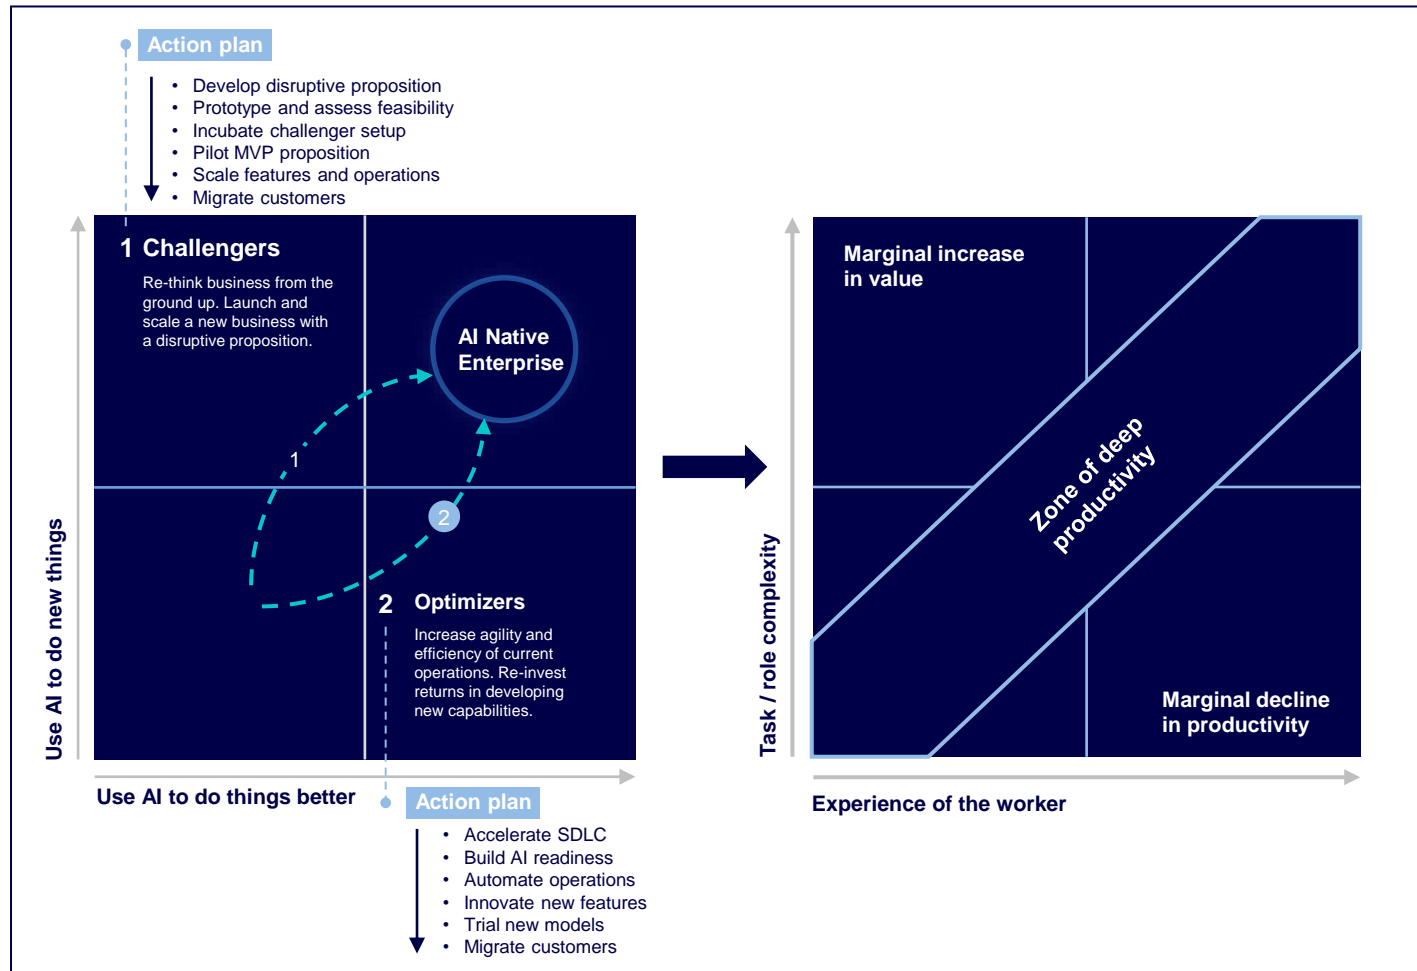 Action plan
• Develop disruptive proposition
• Prototype and assess feasibility
• Incubate challenger setup
• Pilot MVP proposition
• Scale features and operations
• Migrate customers
1 Challengers
Re-think business from the
ground up. Launch and
scale a new business with
a disruptive proposition.
AI Native
Enterprise
1
2
2 Optimizers
Increase agility and
efficiency of current
operations. Re-invest
returns in developing
new capabilities.
Use AI to do new things
Use AI to do things better
Action plan
• Accelerate SDLC
• Build AI readiness
• Automate operations
• Innovate new features
• Trial new models
• Migrate customers
Marginal increase
in value
Zone of deep
productivity
Marginal decline
in productivity
Task / role complexity
Experience of the worker